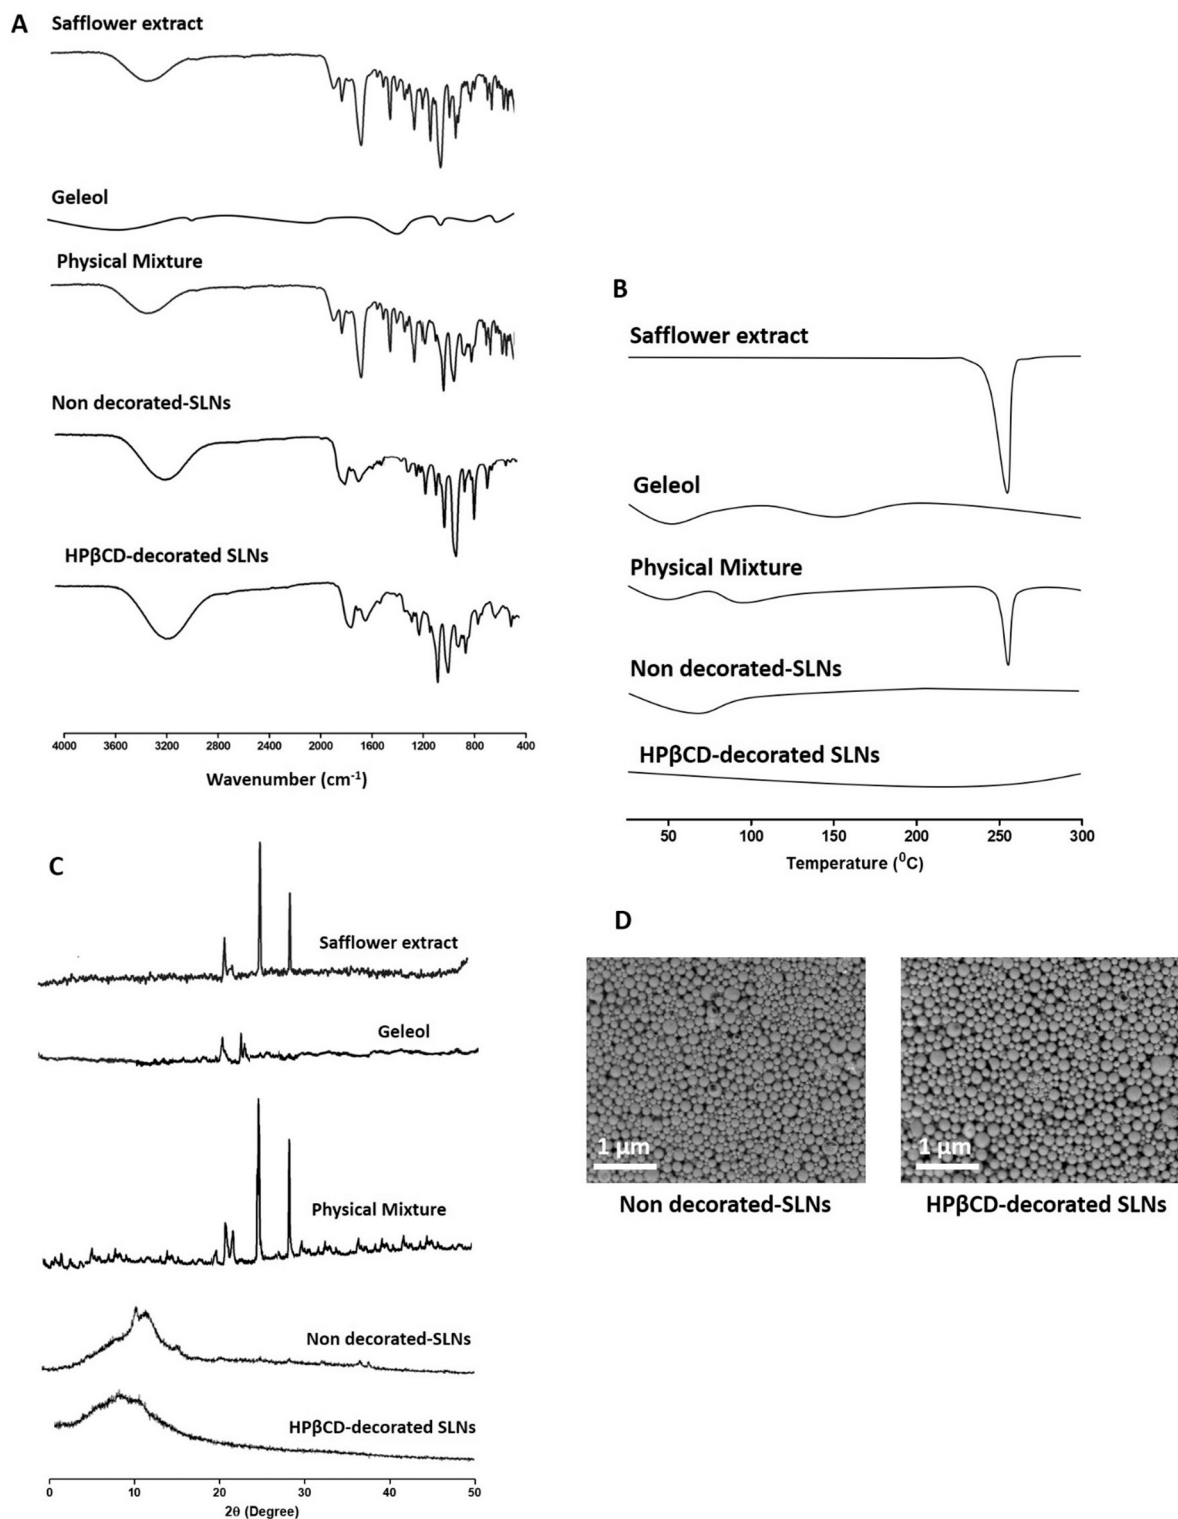 A
Safflower extract
Geleol
Physical Mixture
Non decorated-SLNs
HPβCD-decorated SLNs
4000 3600 3200 2800 2400 2000 1600 1200 800 400
Wavenumber (cm⁻¹)
B
Safflower extract
Geleol
Physical Mixture
Non decorated-SLNs
HPβCD-decorated SLNs
50 100 150 200 250 300
Temperature (⁰C)
C
Safflower extract
Geleol
Physical Mixture
Non decorated-SLNs
HPβCD-decorated SLNs
0 10 20 30 40 50
2θ (Degree)
D
1 µm
1 µm
Non decorated-SLNs
HPβCD-decorated SLNs